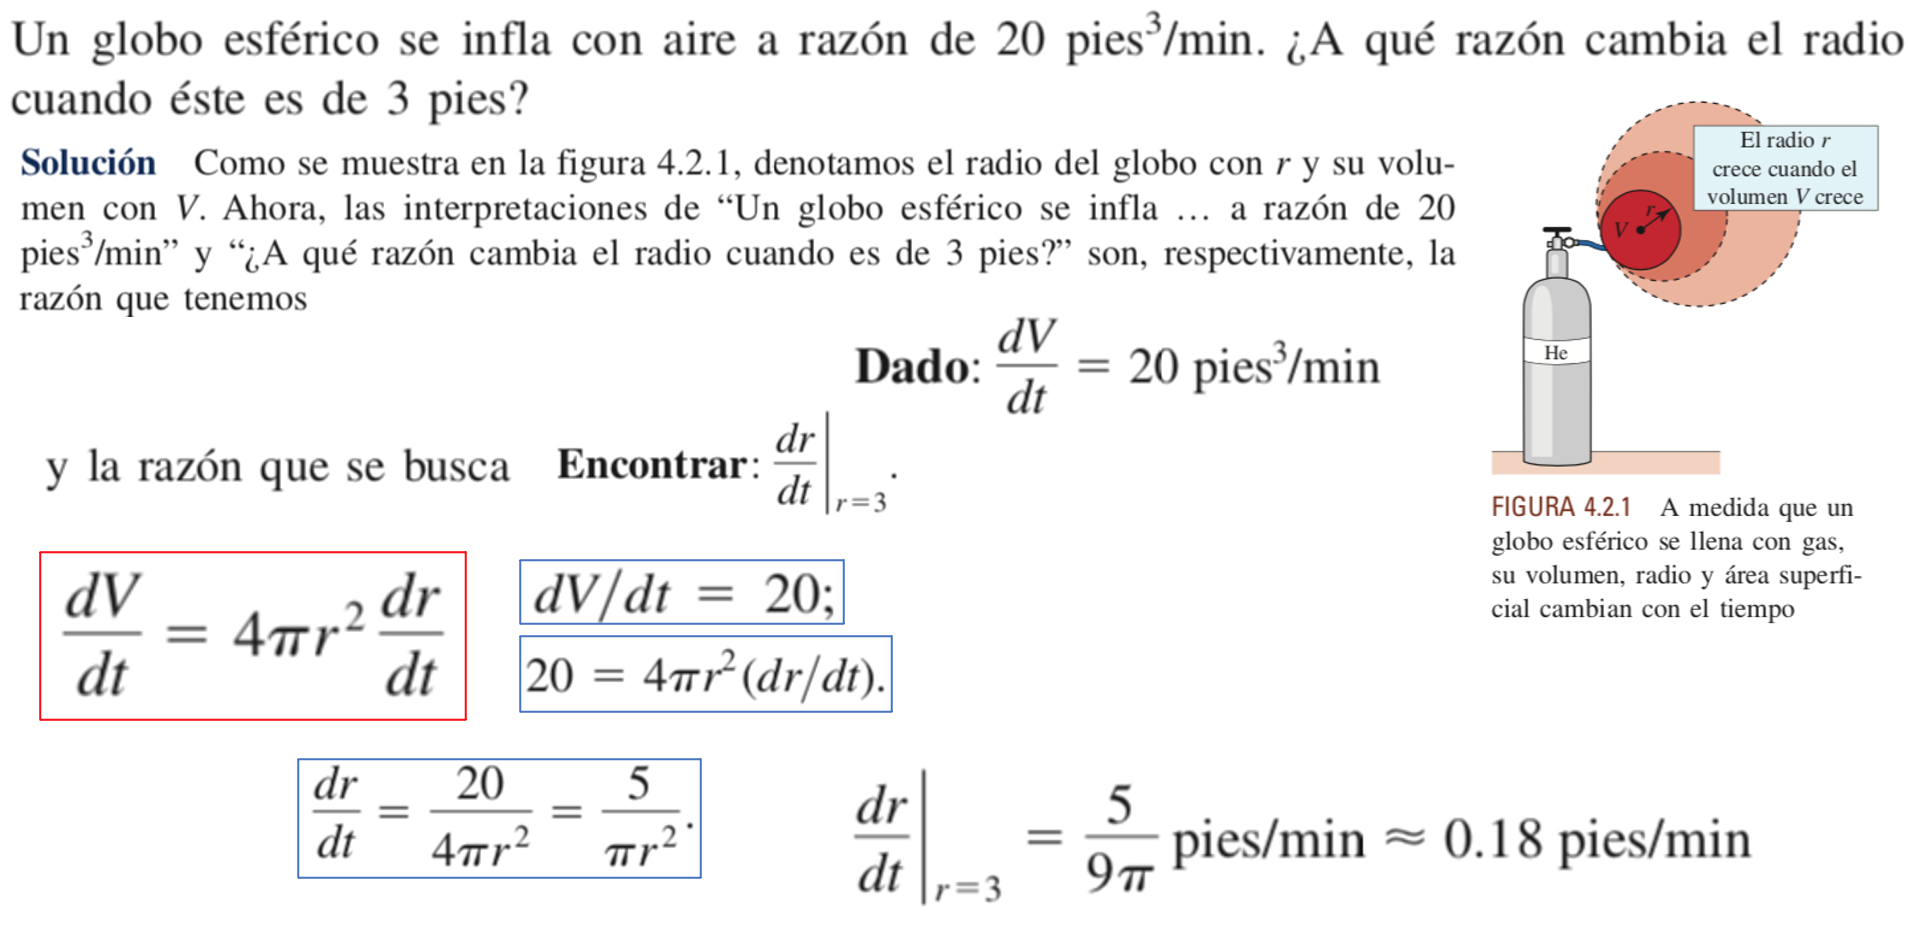 Un globo esférico se infla con aire a razón de 20 pies³/min. ¿A qué razón cambia el radio
cuando éste es de 3 pies?
Solución Como se muestra en la figura 4.2.1, denotamos el radio del globo con r y su volu-
men con V. Ahora, las interpretaciones de “Un globo esférico se infla … a razón de 20
pies³/min” y “¿A qué razón cambia el radio cuando es de 3 pies?” son, respectivamente, la
razón que tenemos
Dado: dV/dt = 20 pies³/min
y la razón que se busca Encontrar: dr/dt|r=3.
dV/dt = 4πr² dr/dt
dV/dt = 20;
20 = 4πr²(dr/dt).
dr/dt = 20/4πr² = 5/πr².
dr/dt|r=3 = 5/9π pies/min ≈ 0.18 pies/min
El radio r
crece cuando el
volumen V crece
V r
He
FIGURA 4.2.1 A medida que un
globo esférico se llena con gas,
su volumen, radio y área superfi-
cial cambian con el tiempo